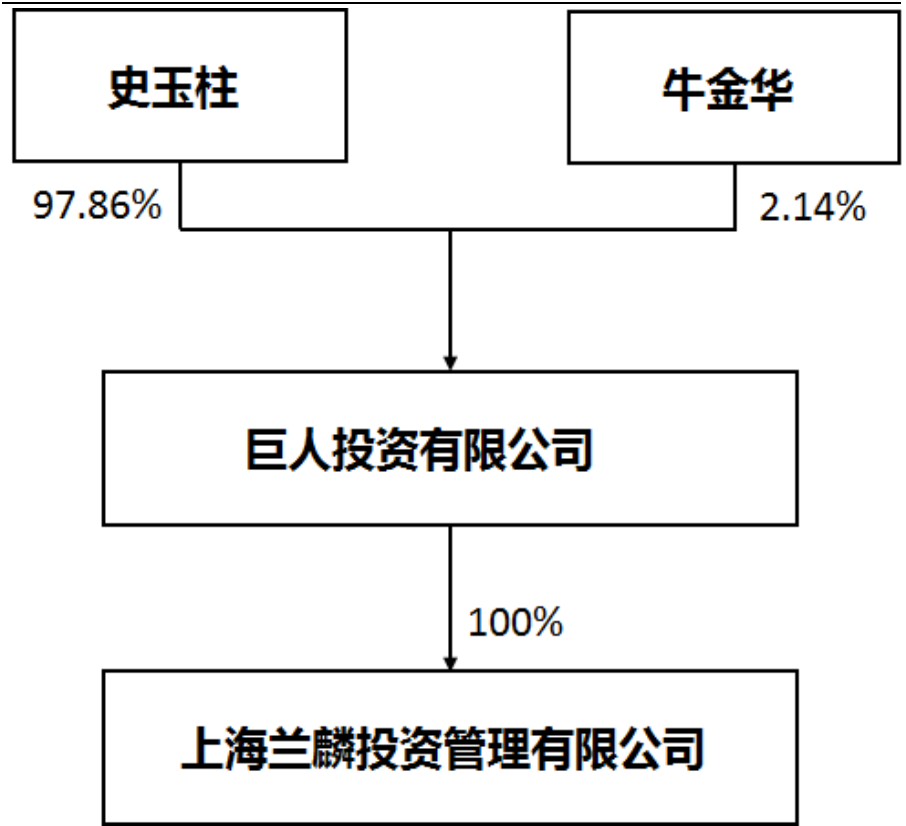 史玉柱
牛金华
97.86%
2.14%
巨人投资有限公司
100%
上海兰麟投资管理有限公司